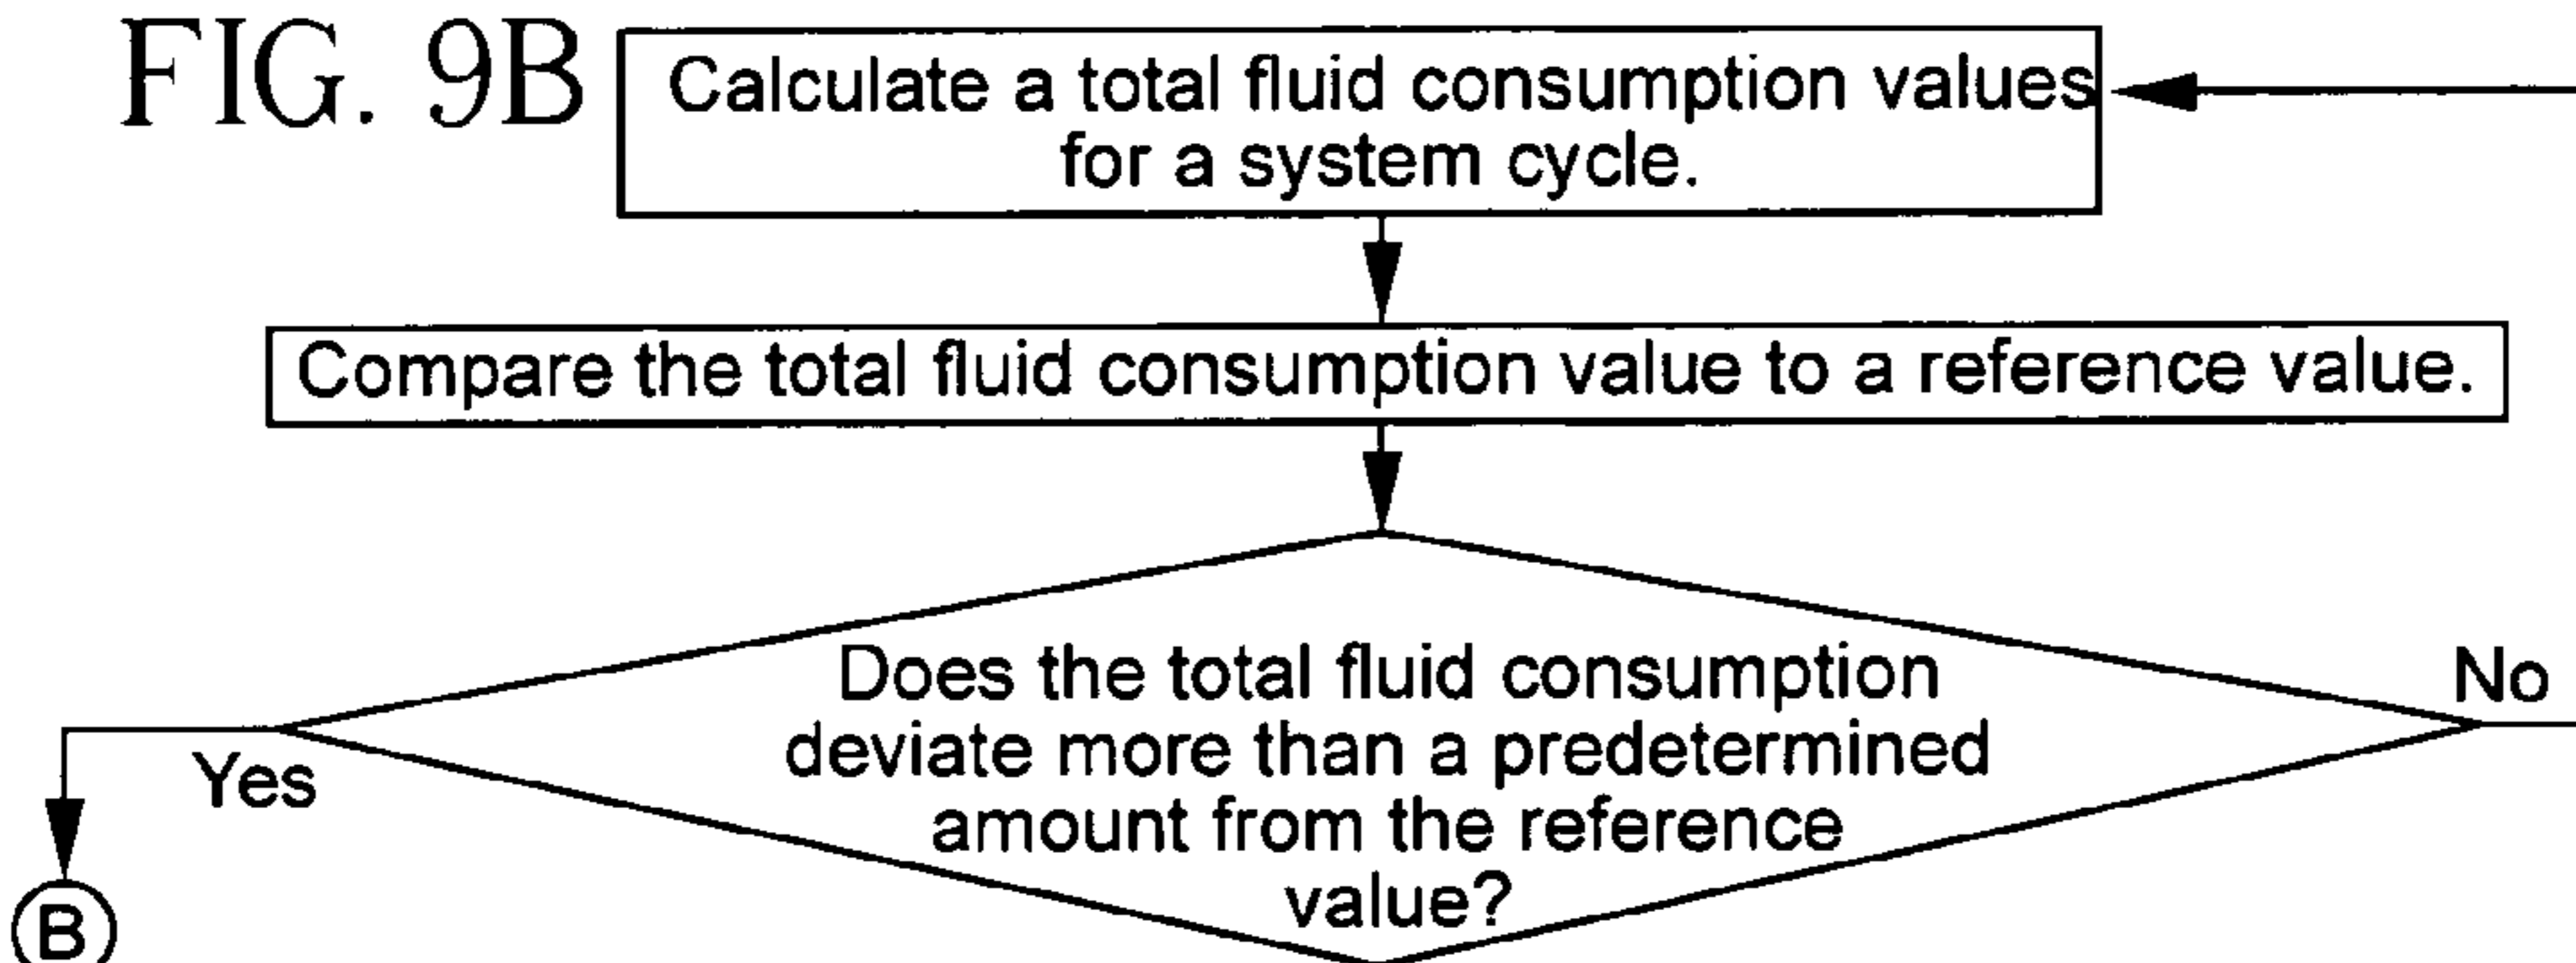 FIG. 9B
Calculate a total fluid consumption values
for a system cycle.
Compare the total fluid consumption value to a reference value.
Does the total fluid consumption
deviate more than a predetermined
amount from the reference
value?
No
Yes
B